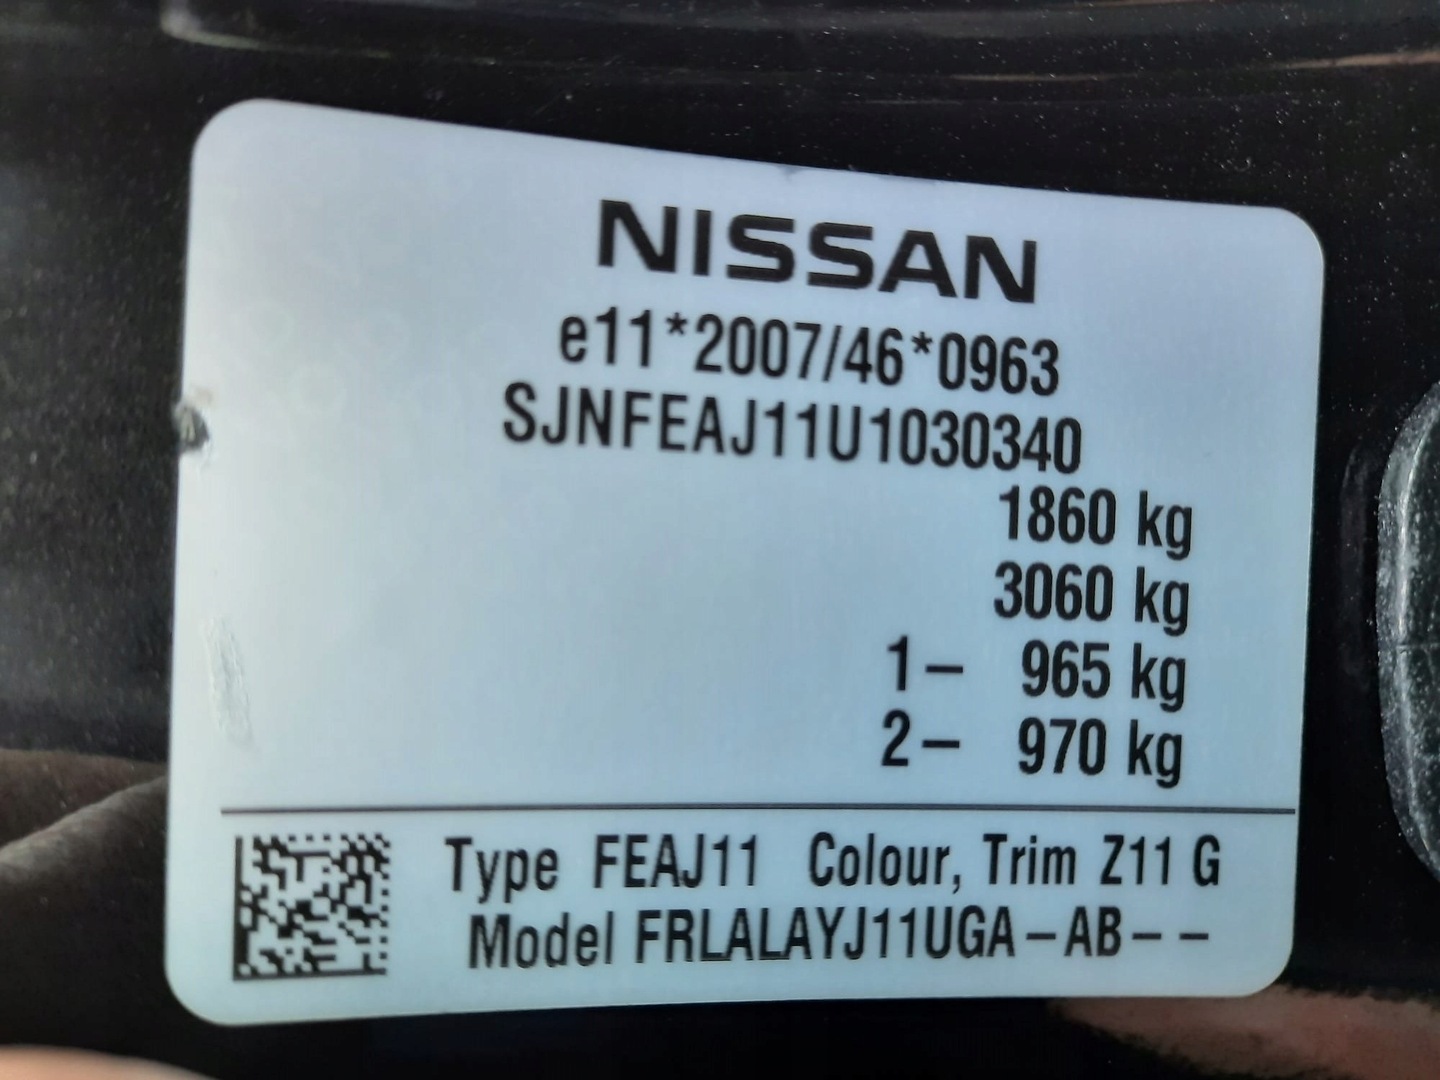 NISSAN
e11*2007/46*0963
SJNFEAJ11U1030340
1860 kg
3060 kg
1– 965 kg
2– 970 kg
Type FEAJ11 Colour, Trim Z11 G
Model FRLALAYJ11UGA–AB––